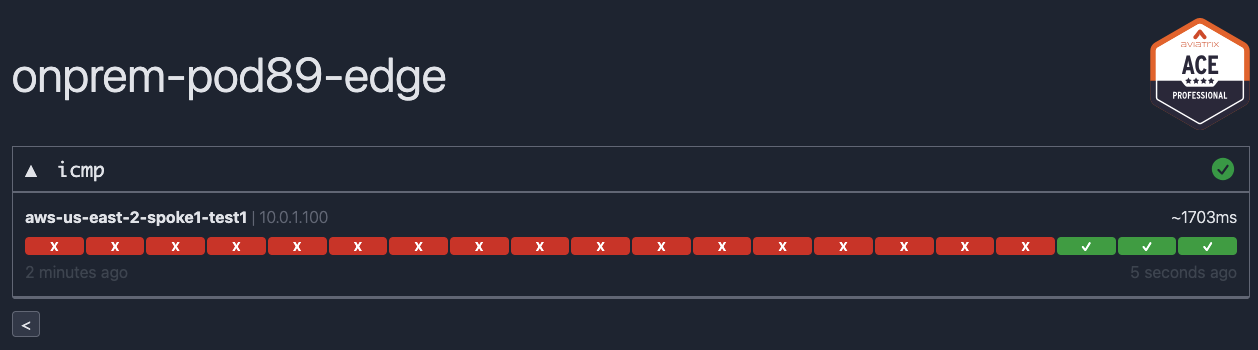 onprem-pod89-edge
aviatrix
ACE
PROFESSIONAL
▲ icmp ✓
aws-us-east-2-spoke1-test1 | 10.0.1.100 ~1703ms
X X X X X X X X X X X X X X X X X ✓ ✓ ✓
2 minutes ago 5 seconds ago
<